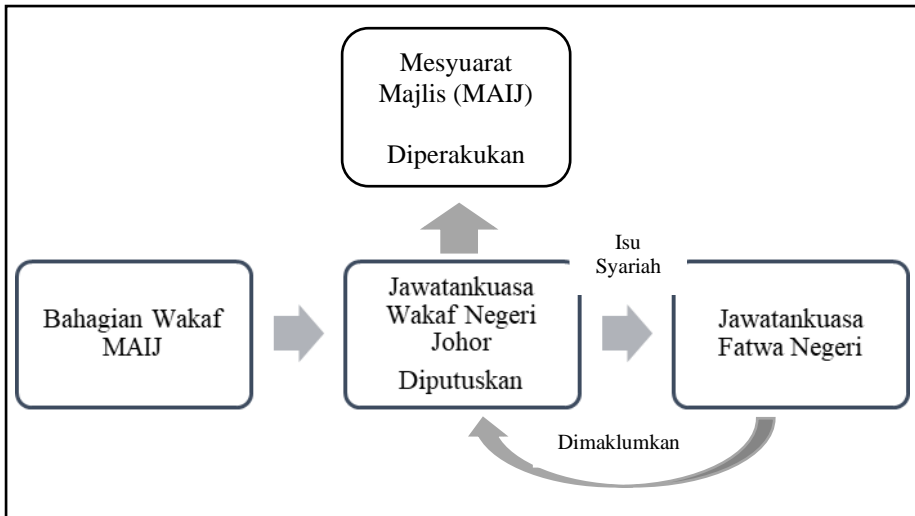 Mesyuarat
Majlis (MAIJ)
Diperakukan
Isu
Syariah
Bahagian Wakaf
MAIJ
Jawatankuasa
Wakaf Negeri
Johor
Diputuskan
Jawatankuasa
Fatwa Negeri
Dimaklumkan